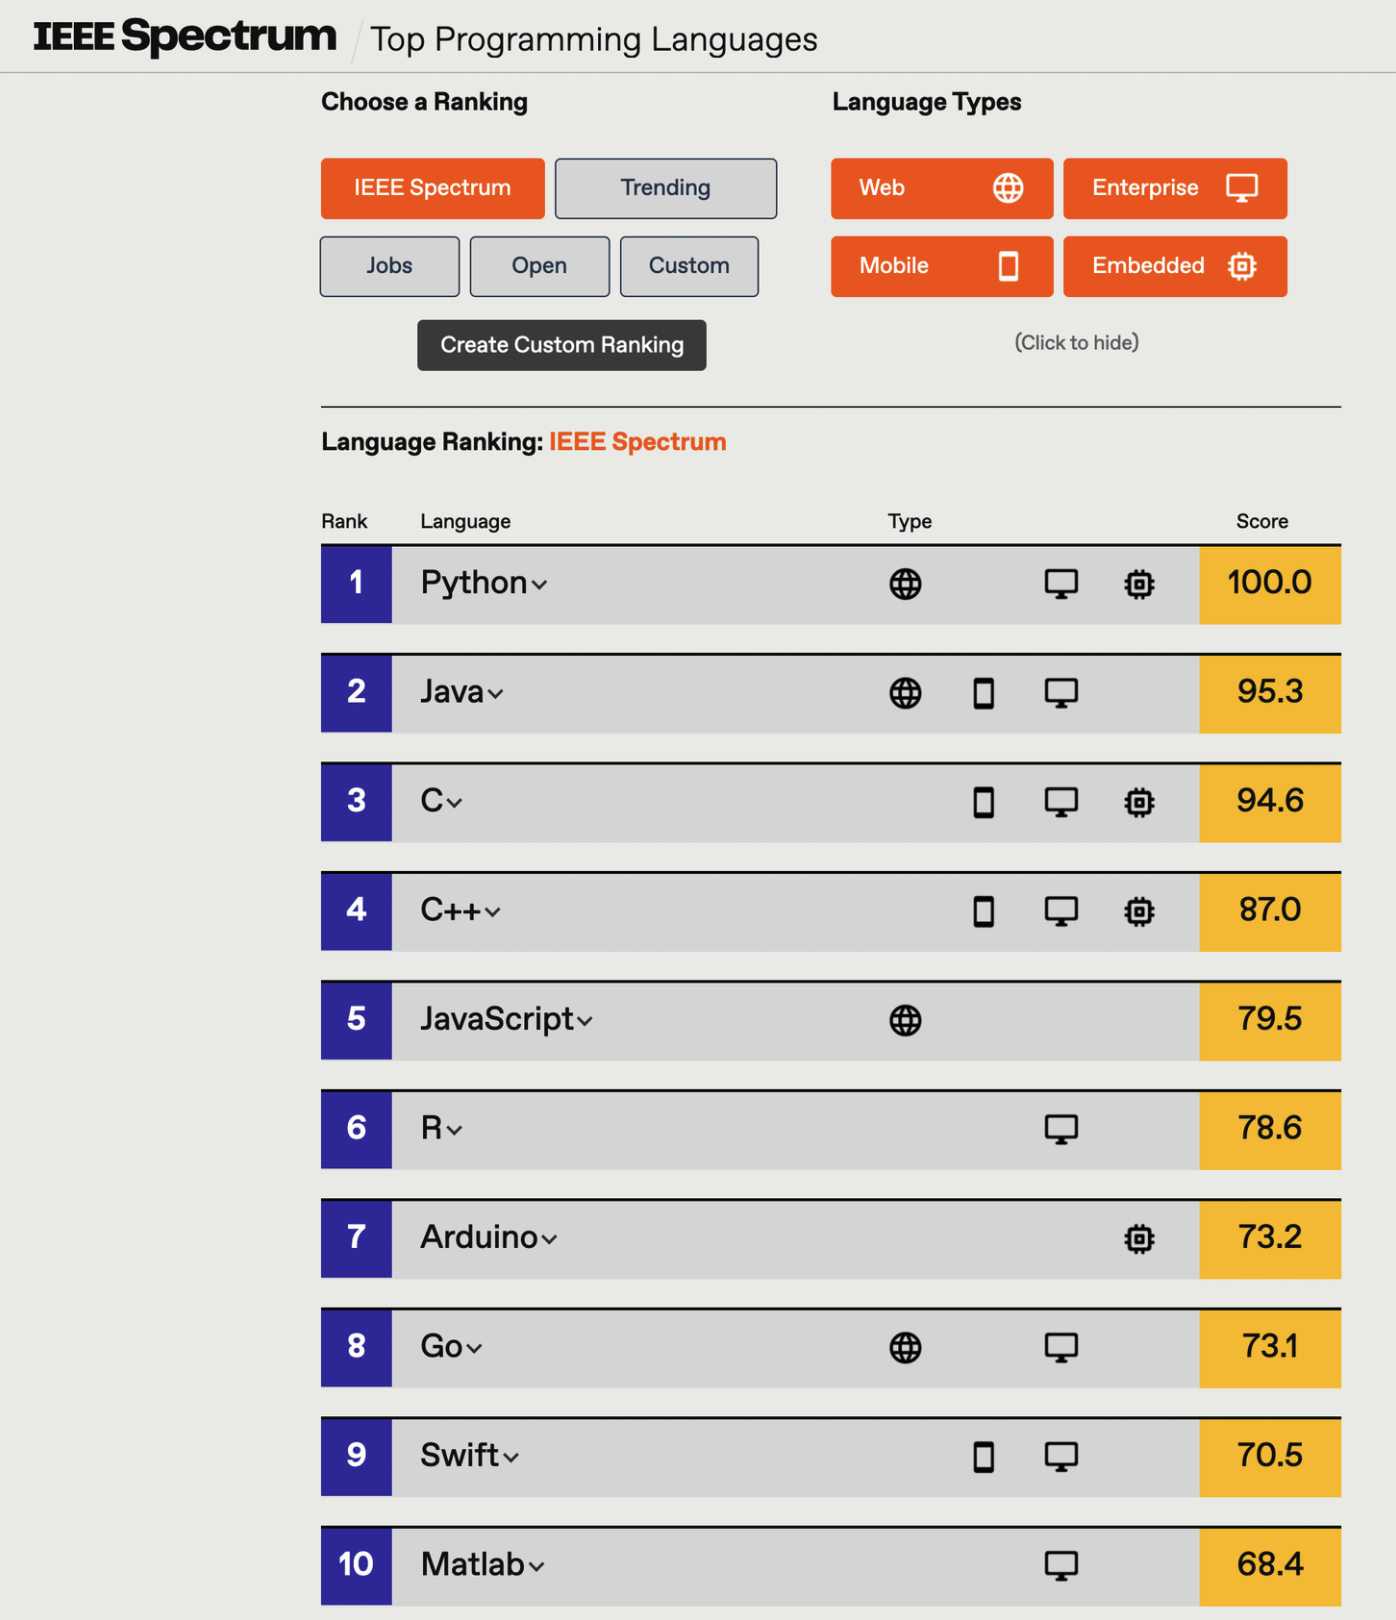 IEEE Spectrum / Top Programming Languages
Choose a Ranking
Language Types
IEEE Spectrum
Trending
Web
Enterprise
Jobs
Open
Custom
Mobile
Embedded
Create Custom Ranking
(Click to hide)
Language Ranking: IEEE Spectrum
Rank Language Type Score
1 Python 100.0
2 Java 95.3
3 C 94.6
4 C++ 87.0
5 JavaScript 79.5
6 R 78.6
7 Arduino 73.2
8 Go 73.1
9 Swift 70.5
10 Matlab 68.4